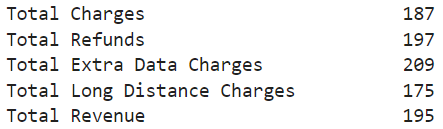 Total Charges 187
Total Refunds 197
Total Extra Data Charges 209
Total Long Distance Charges 175
Total Revenue 195